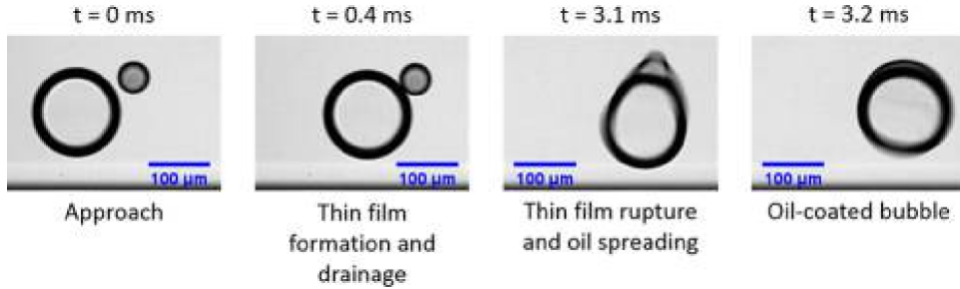 t = 0 ms
t = 0.4 ms
t = 3.1 ms
t = 3.2 ms
100 µm
100 µm
100 µm
100 µm
Approach
Thin film
formation and
drainage
Thin film rupture
and oil spreading
Oil-coated bubble